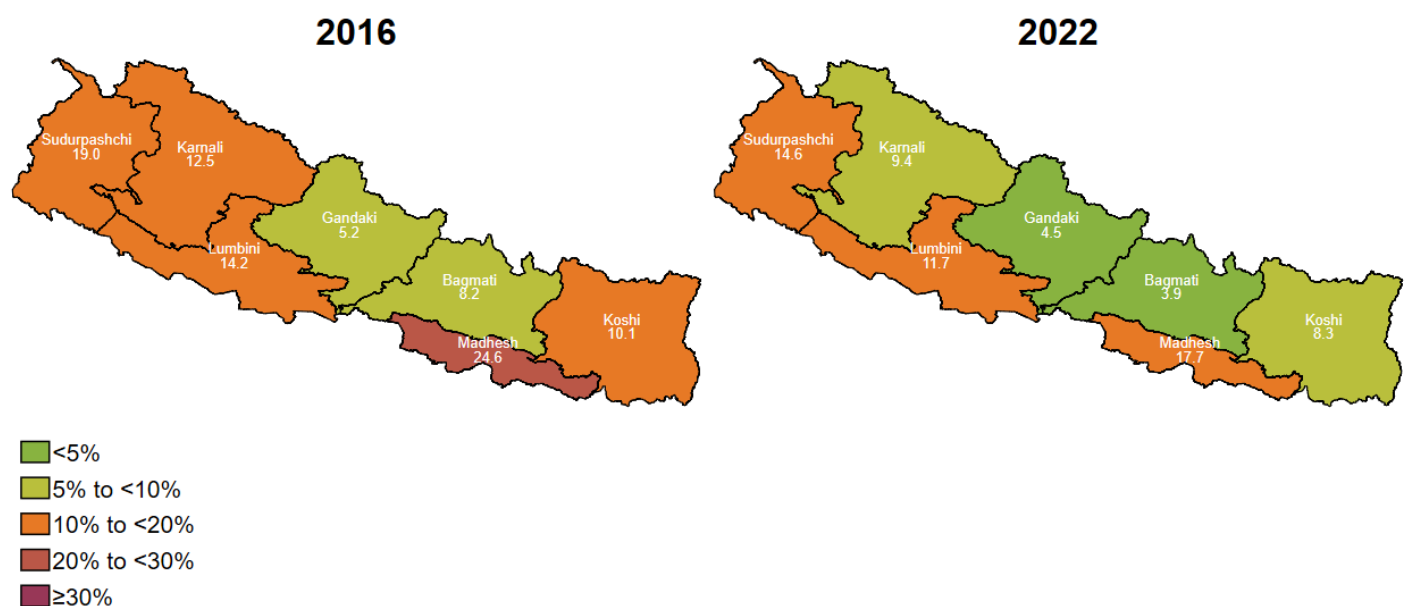 2016
Sudurpashchi
19.0
Karnali
12.5
Gandaki
5.2
Lumbini
14.2
Bagmati
8.2
Koshi
10.1
Madhesh
24.6
2022
Sudurpashchi
14.6
Karnali
9.4
Gandaki
4.5
Lumbini
11.7
Bagmati
3.9
Koshi
8.3
Madhesh
17.7
<5%
5% to <10%
10% to <20%
20% to <30%
≥30%